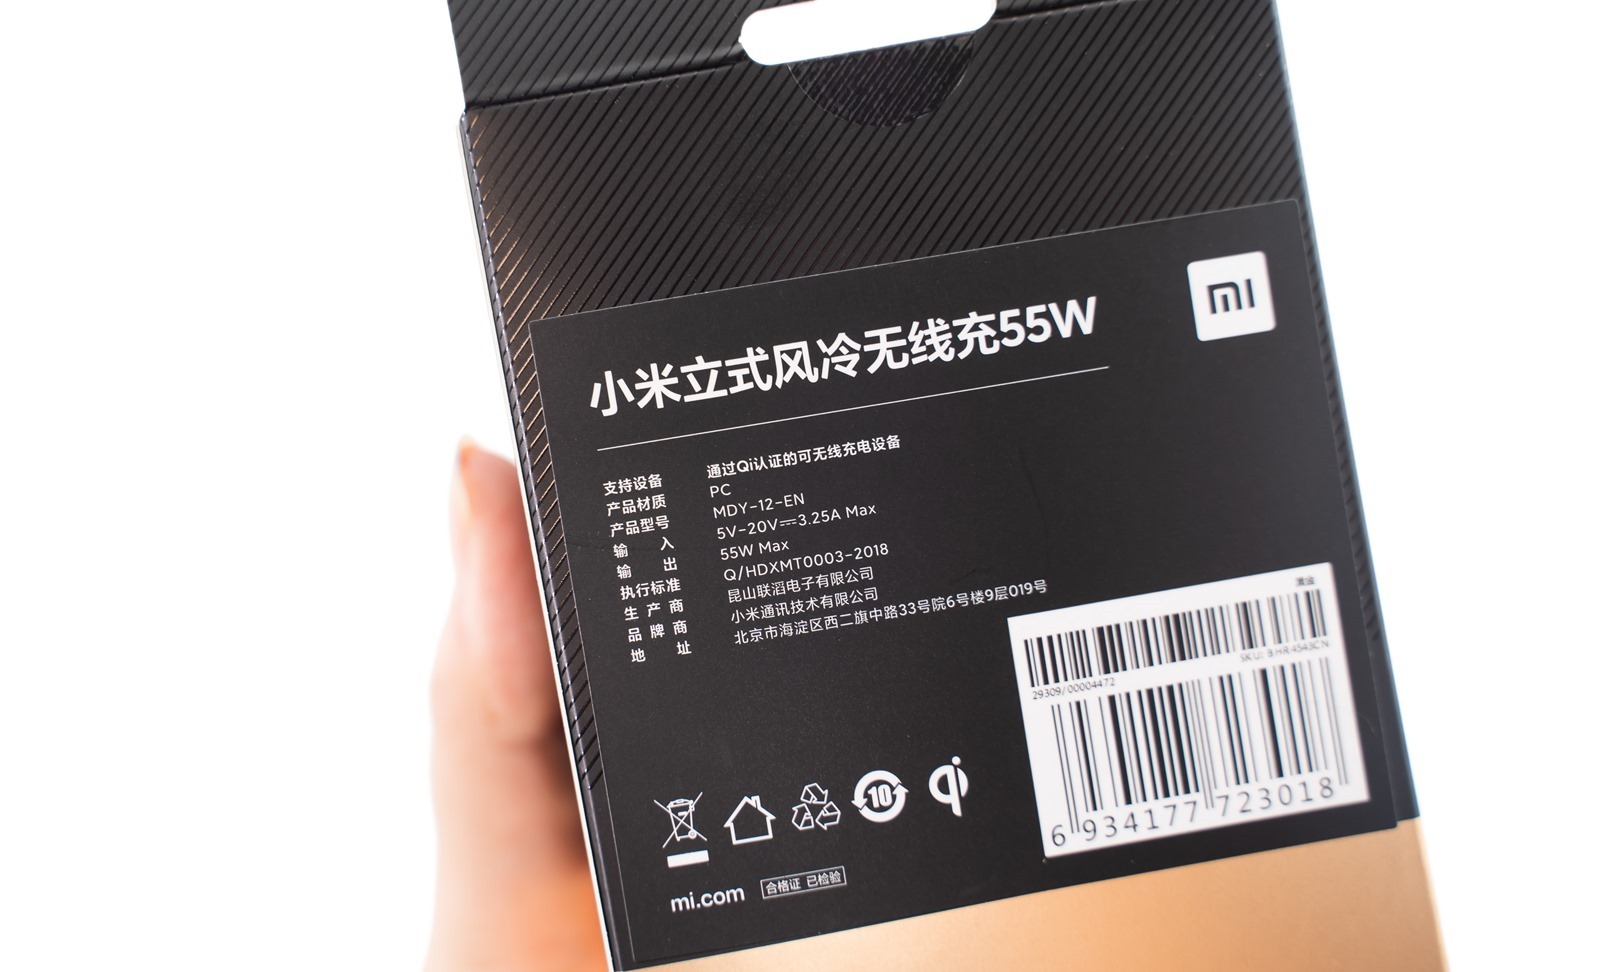 mi
小米立式风冷无线充55W
支持设备 通过Qi认证的可无线充电设备
产品材质 PC
产品型号 MDY-12-EN
输入 5V-20V⎓3.25A Max
输出 55W Max
执行标准 Q/HDXMT0003-2018
生产商 昆山联滔电子有限公司
品牌商 小米通讯技术有限公司
地址 北京市海淀区西二旗中路33号院6号楼9层019号
29309/00004472
SKU: BHR4543CN
6 934177 723018
10
qi
mi.com
合格证 已检验